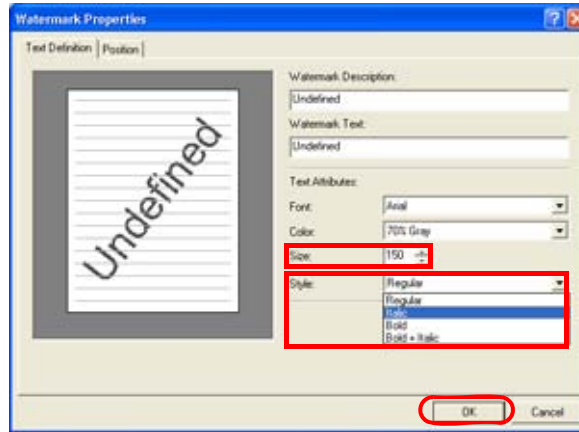 Watermark Properties
Text Definition Position
Undefined
Watermark Description:
Undefined
Watermark Text:
Undefined
Text Attributes:
Font: Arial
Color: 70% Gray
Size: 150
Style: Regular
Regular
Italic
Bold
Bold + Italic
OK Cancel